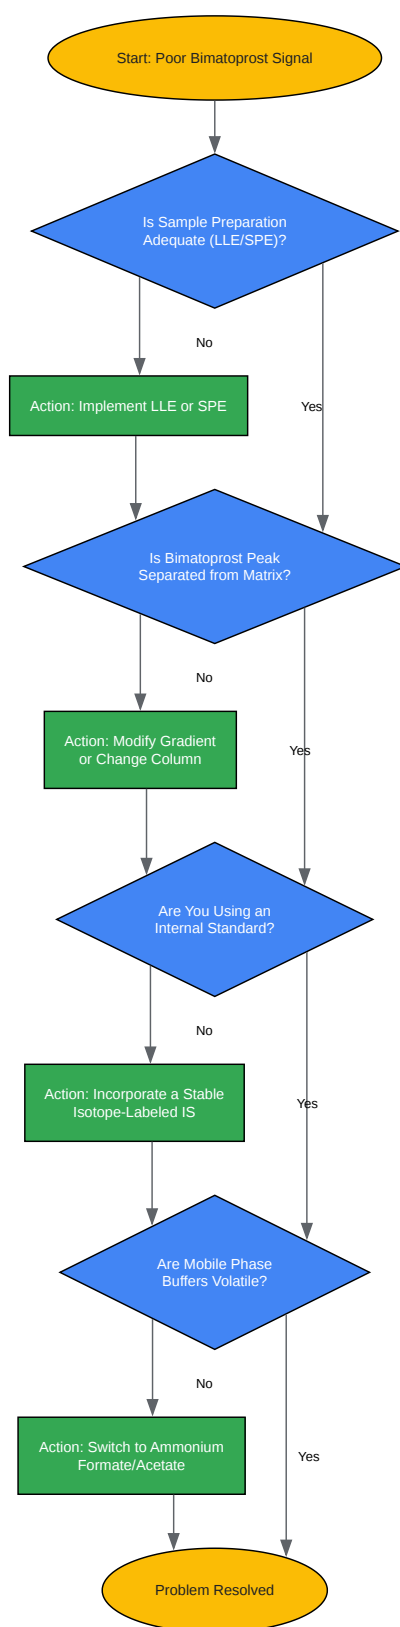 Start: Poor Bimatoprost Signal
Is Sample Preparation
Adequate (LLE/SPE)?
No
Yes
Action: Implement LLE or SPE
Is Bimatoprost Peak
Separated from Matrix?
No
Yes
Action: Modify Gradient
or Change Column
Are You Using an
Internal Standard?
No
Yes
Action: Incorporate a Stable
Isotope-Labeled IS
Are Mobile Phase
Buffers Volatile?
No
Yes
Action: Switch to Ammonium
Formate/Acetate
Problem Resolved